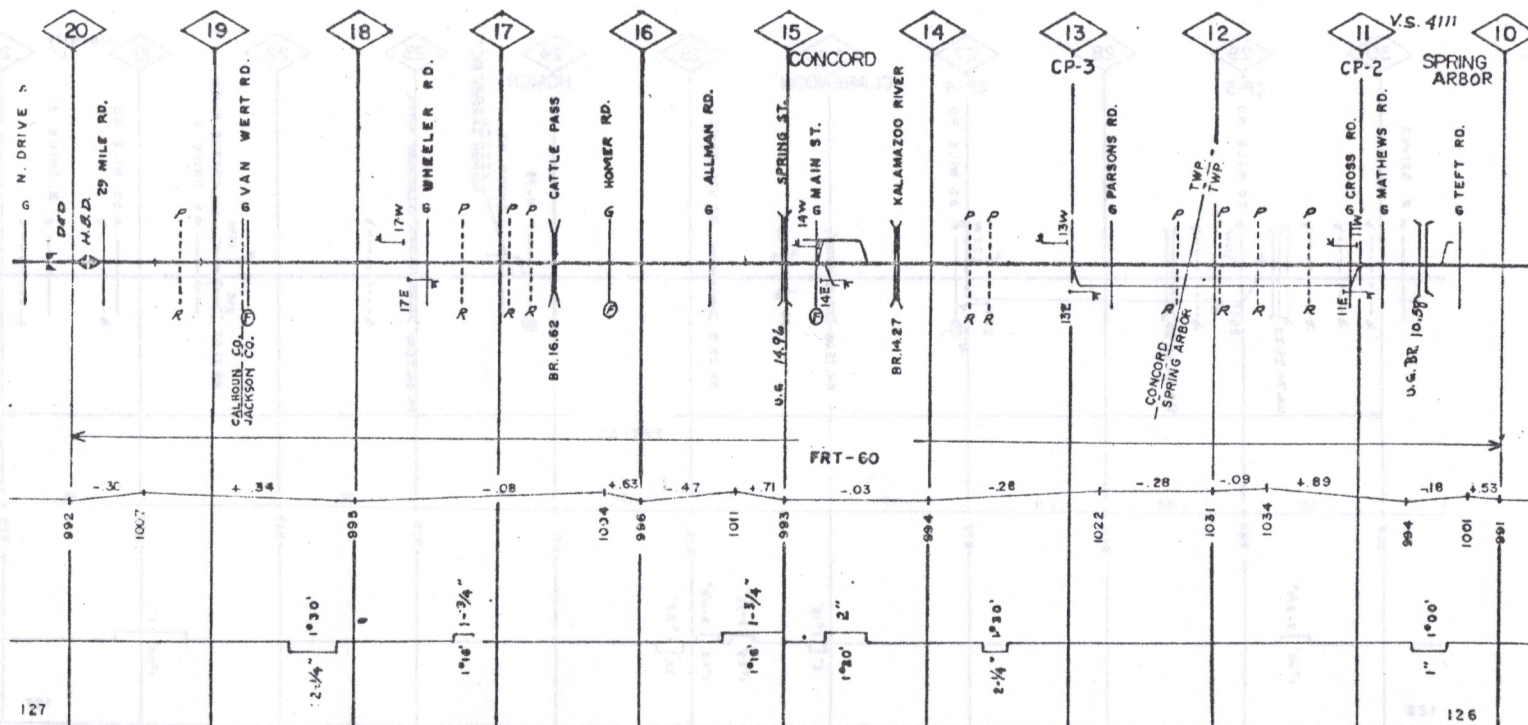 20 19 18 17 16 15 14 13 12 11 10
V.S. 4111
CONCORD
CP-3
CP-2
SPRING
ARBOR
G N. DRIVE S
DED
H.B.D.
29 MILE RD.
G VAN WERT RD.
17W
G WHEELER RD.
CATTLE PASS
G HOMER RD.
G ALLMAN RD.
SPRING ST.
14W
G MAIN ST.
KALAMAZOO RIVER
13W
G PARSONS RD.
TWP.
TWP.
G CROSS RD.
11W
G MATHEWS RD.
G TEFT RD.
P P P P P P P P P P
CALHOUN CO.
JACKSON CO.
F
17E
BR.16.62
F
U.G 14.96
14E
F
BR.14.27
13E
CONCORD
SPRING ARBOR
11E
U.G. BR. 10.58
FRT-60
-.30 +.34 -.08 +.63 -.47 +.71 -.03 -.26 -.28 -.09 +.89 -.16 +.53
992 1007 995 1004 996 1011 993 994 1022 1031 1034 994 1001 991
1°30'
2-1/4"
1-3/4"
1°16'
1-3/4"
1°16'
2"
1°20'
1°30'
2-1/4"
1°00'
1"
127
126